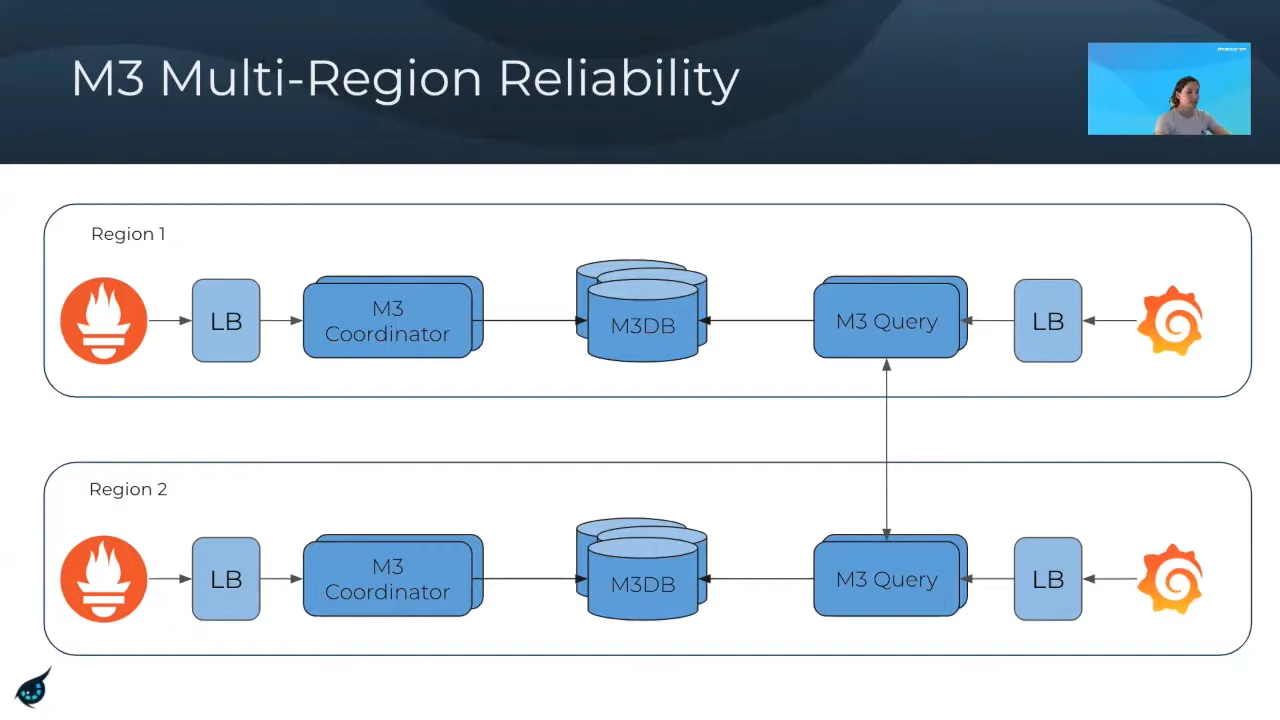 M3 Multi-Region Reliability
Region 1
LB
M3
Coordinator
M3DB
M3 Query
LB
Region 2
LB
M3
Coordinator
M3DB
M3 Query
LB